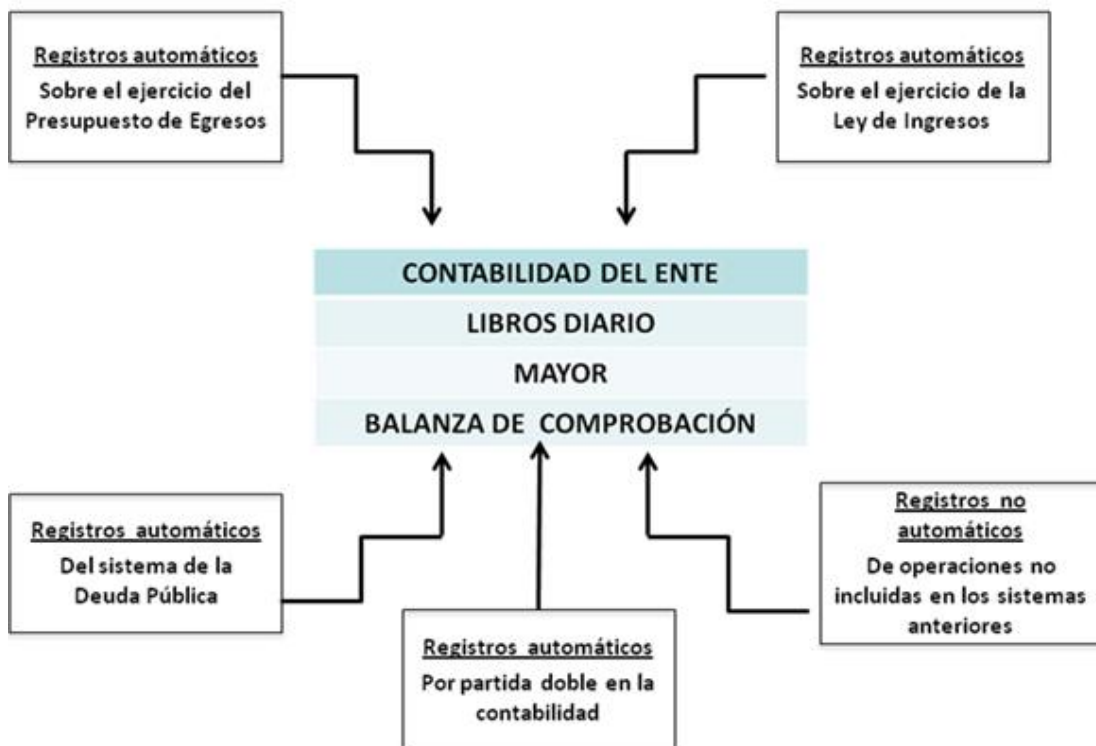 Registros automáticos
Sobre el ejercicio del
Presupuesto de Egresos
Registros automáticos
Sobre el ejercicio de la
Ley de Ingresos
CONTABILIDAD DEL ENTE
LIBROS DIARIO
MAYOR
BALANZA DE COMPROBACIÓN
Registros automáticos
Del sistema de la
Deuda Pública
Registros automáticos
Por partida doble en la
contabilidad
Registros no
automáticos
De operaciones no
incluidas en los sistemas
anteriores